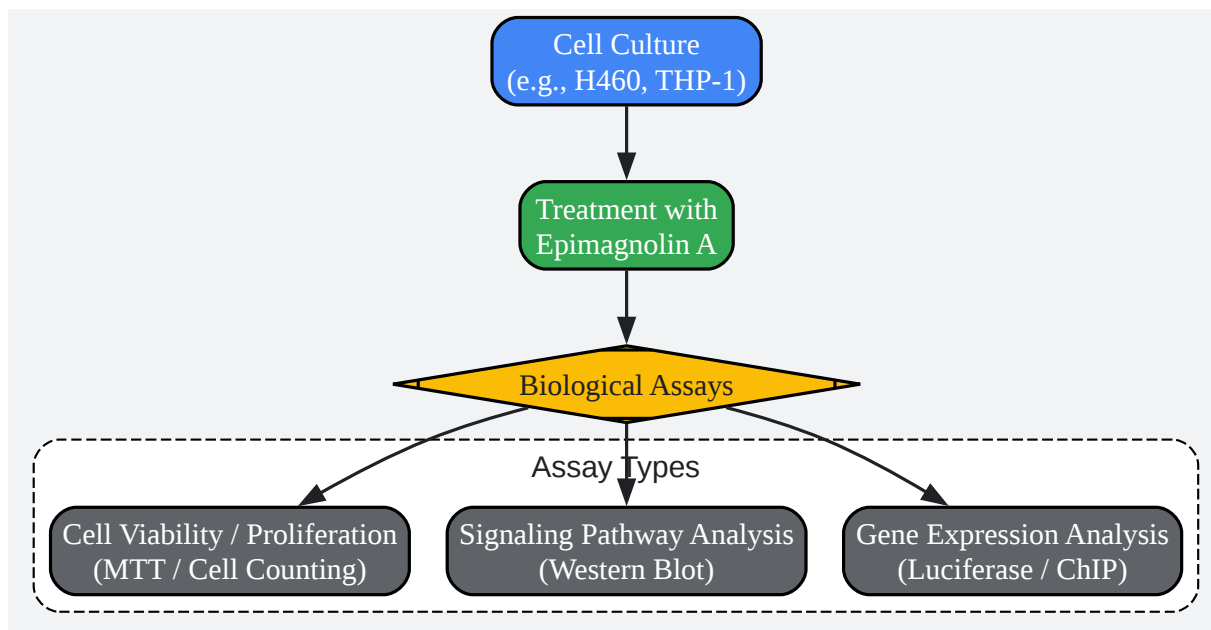 Cell Culture
(e.g., H460, THP-1)
Treatment with
Epimagnolin A
Biological Assays
Assay Types
Cell Viability / Proliferation
(MTT / Cell Counting)
Signaling Pathway Analysis
(Western Blot)
Gene Expression Analysis
(Luciferase / ChIP)